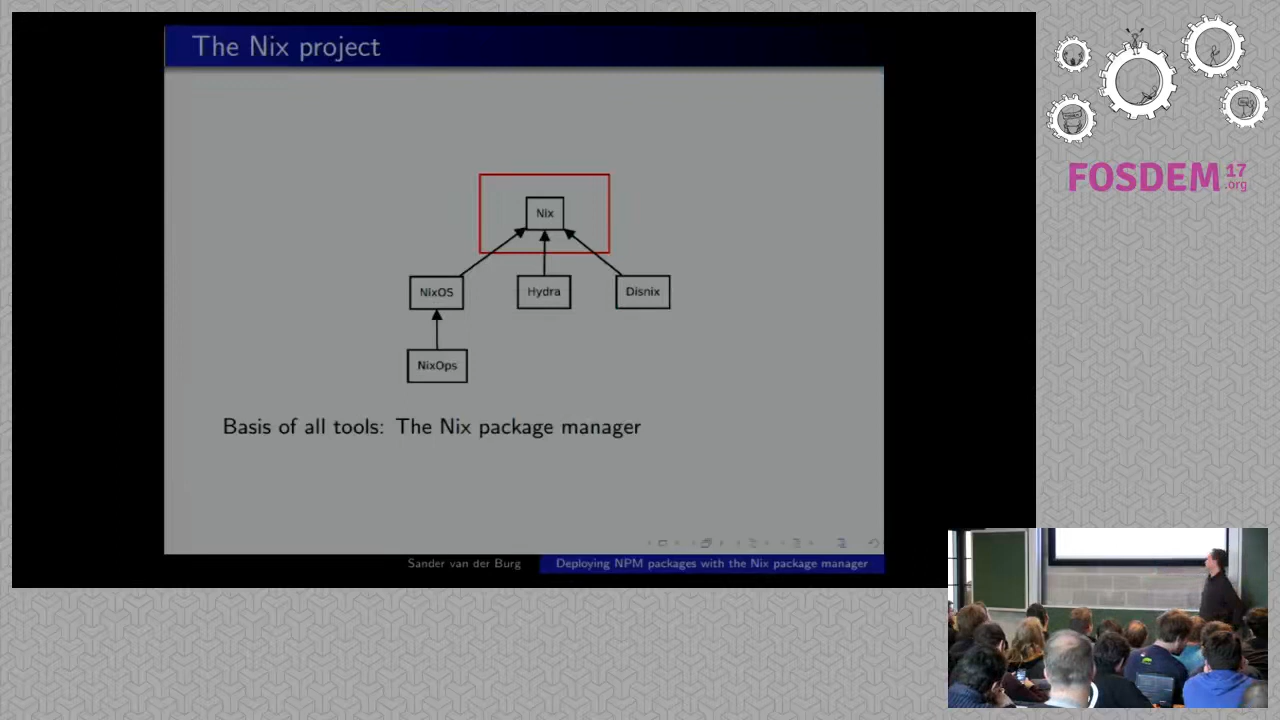 The Nix project
Nix
NixOS
Hydra
Disnix
NixOps
Basis of all tools: The Nix package manager
Sander van der Burg
Deploying NPM packages with the Nix package manager
FOSDEM 17
.org